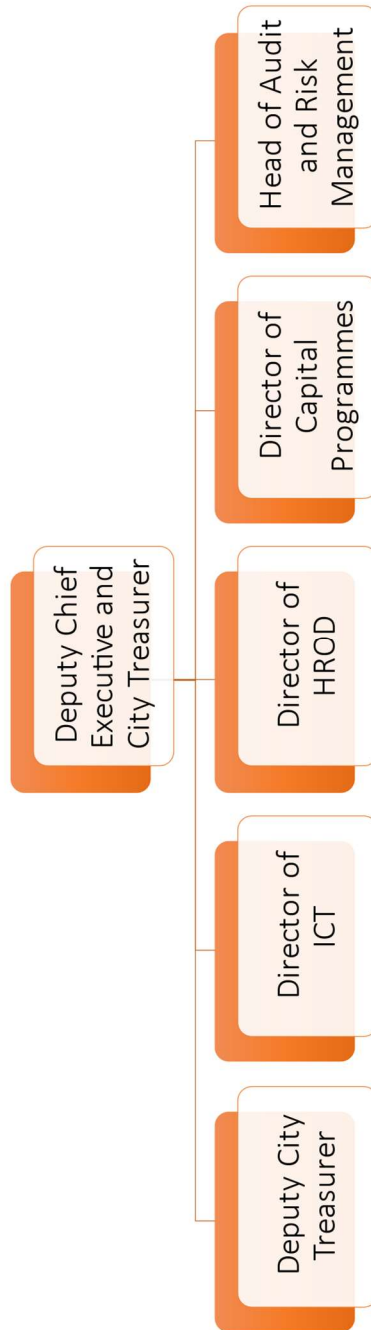 Deputy Chief
Executive and
City Treasurer
Deputy City
Treasurer
Director of
ICT
Director of
HROD
Director of
Capital
Programmes
Head of Audit
and Risk
Management